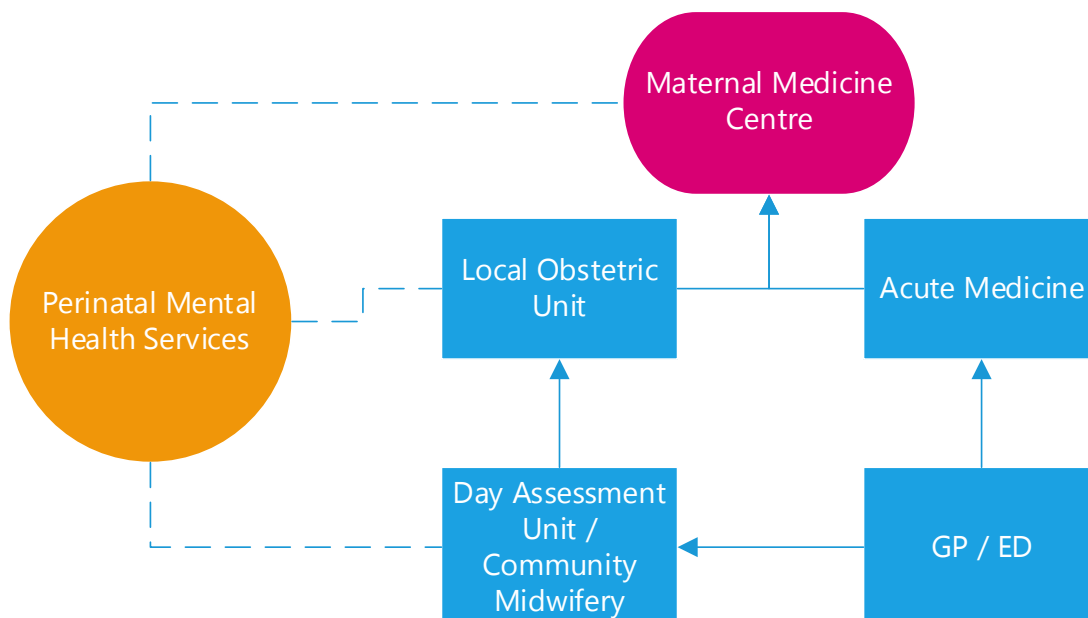 Maternal Medicine
Centre
Perinatal Mental
Health Services
Local Obstetric
Unit
Acute Medicine
Day Assessment
Unit /
Community
Midwifery
GP / ED